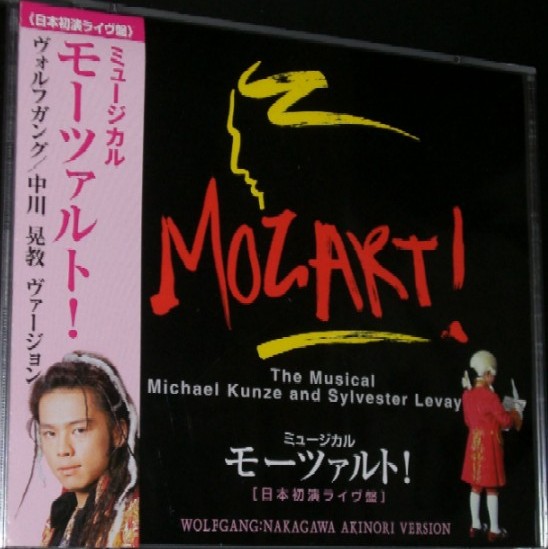 《日本初演ライヴ盤》
ミュージカル
モーツァルト！
ヴォルフガング／中川 晃教 ヴァージョン
MOZART!
The Musical
Michael Kunze and Sylvester Levay
ミュージカル
モーツァルト！
［日本初演ライヴ盤］
WOLFGANG:NAKAGAWA AKINORI VERSION